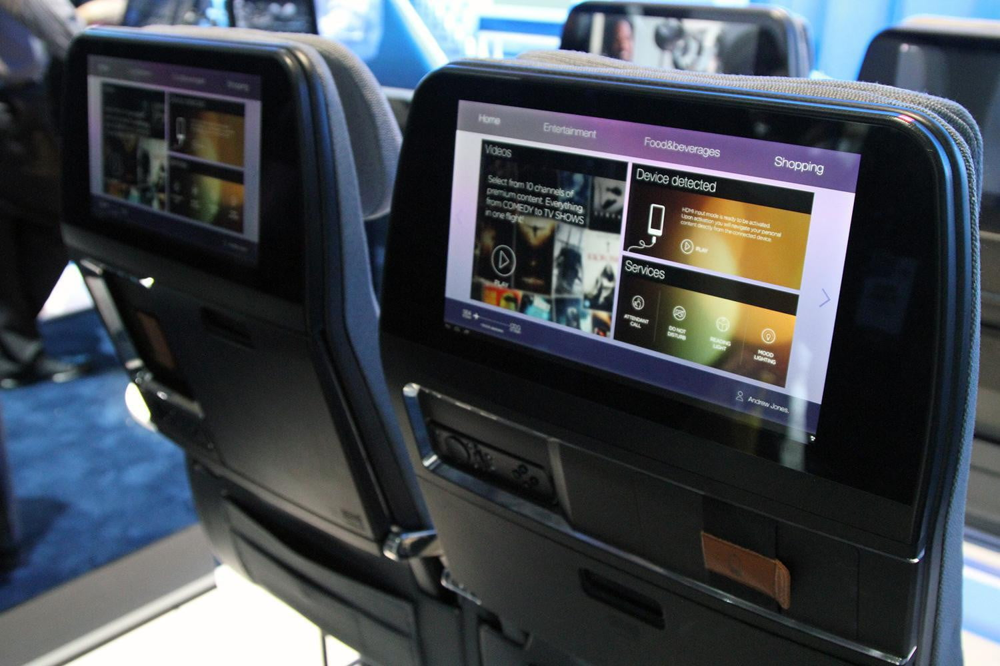 Home
Entertainment
Food&beverages
Shopping
Videos
Select from 10 channels of
premium content. Everything
from COMEDY to TV SHOWS
in one flight!
PLAY
Device detected
HDMI input mode is ready to be activated.
Upon activation you will navigate your personal
content directly from the connected device.
PLAY
Services
ATTENDANT
CALL
DO NOT
DISTURB
READING
LIGHT
MOOD
LIGHTING
Andrew Jones.
Shopping